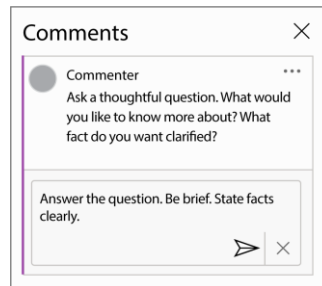 Comments
Commenter
Ask a thoughtful question. What would
you like to know more about? What
fact do you want clarified?
Answer the question. Be brief. State facts
clearly.